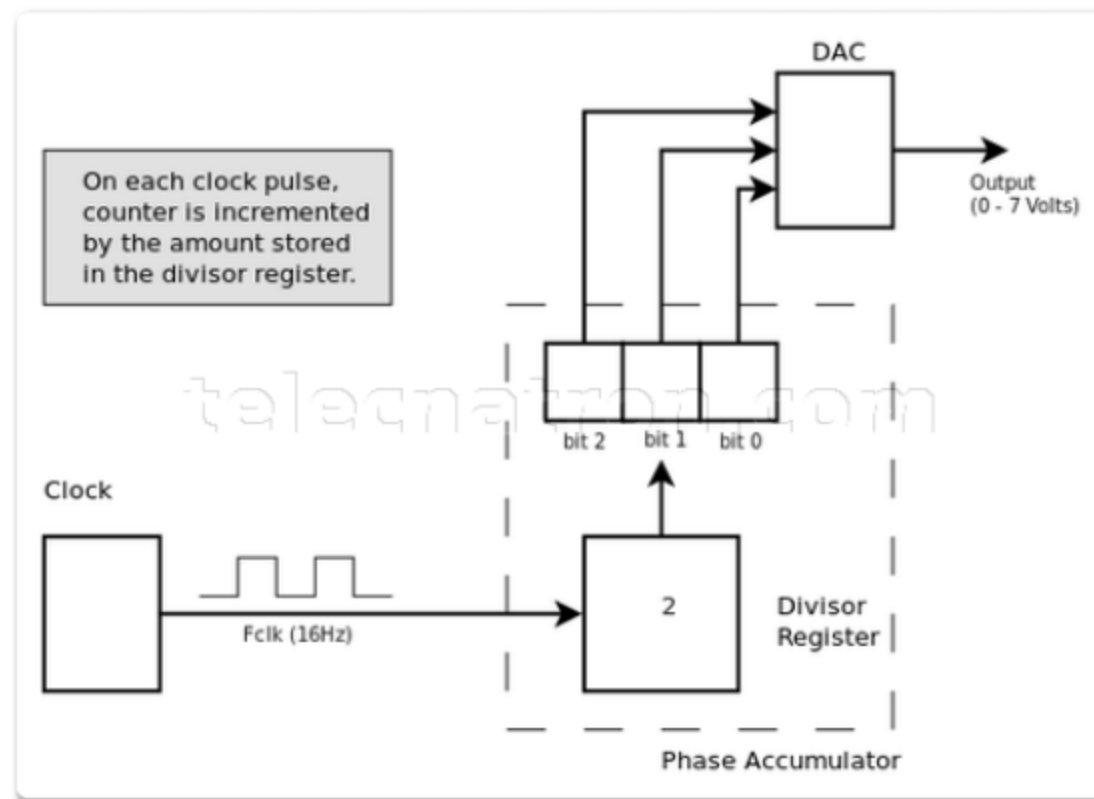 DAC
On each clock pulse,
counter is incremented
by the amount stored
in the divisor register.
Output
(0 - 7 Volts)
telecnatron.com
bit 2
bit 1
bit 0
Clock
Fclk (16Hz)
2
Divisor
Register
Phase Accumulator